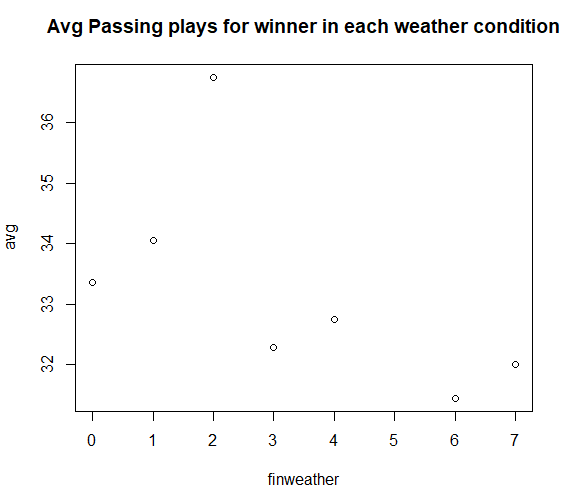 Avg Passing plays for winner in each weather condition
36
35
34
33
32
avg
0 1 2 3 4 5 6 7
finweather